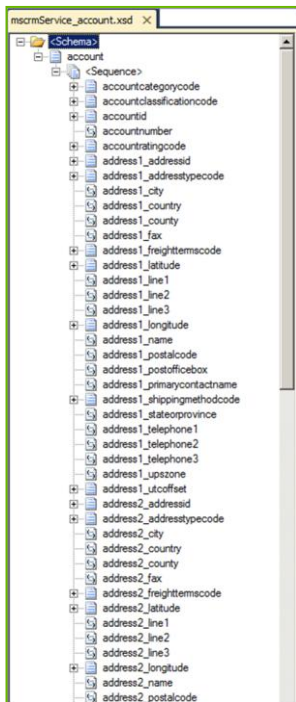 mscrmService_account.xsd
<Schema>
account
<Sequence>
accountcategorycode
accountclassificationcode
accountid
accountnumber
accountratingcode
address1_addressid
address1_addresstypecode
address1_city
address1_country
address1_county
address1_fax
address1_freighttermscode
address1_latitude
address1_line1
address1_line2
address1_line3
address1_longitude
address1_name
address1_postalcode
address1_postofficebox
address1_primarycontactname
address1_shippingmethodcode
address1_stateorprovince
address1_telephone1
address1_telephone2
address1_telephone3
address1_upszone
address1_utcoffset
address2_addressid
address2_addresstypecode
address2_city
address2_country
address2_county
address2_fax
address2_freighttermscode
address2_latitude
address2_line1
address2_line2
address2_line3
address2_longitude
address2_name
address2_postalcode